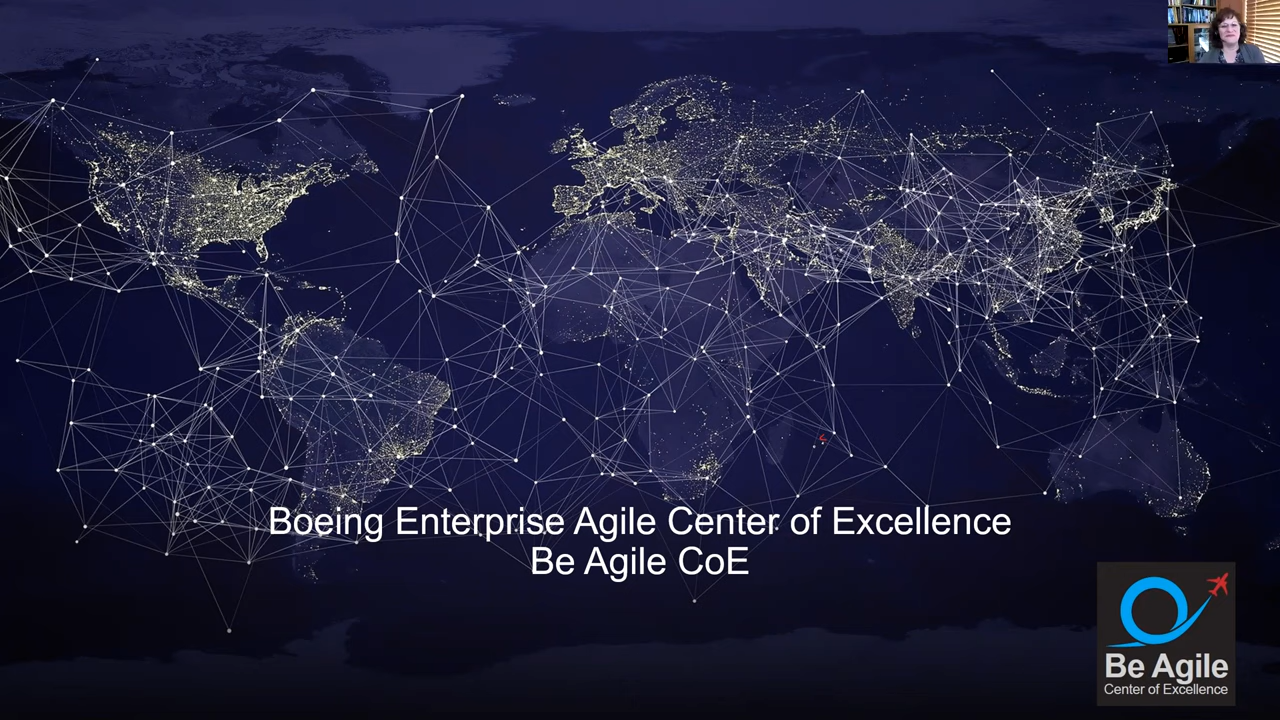 Boeing Enterprise Agile Center of Excellence
Be Agile CoE
Be Agile
Center of Excellence